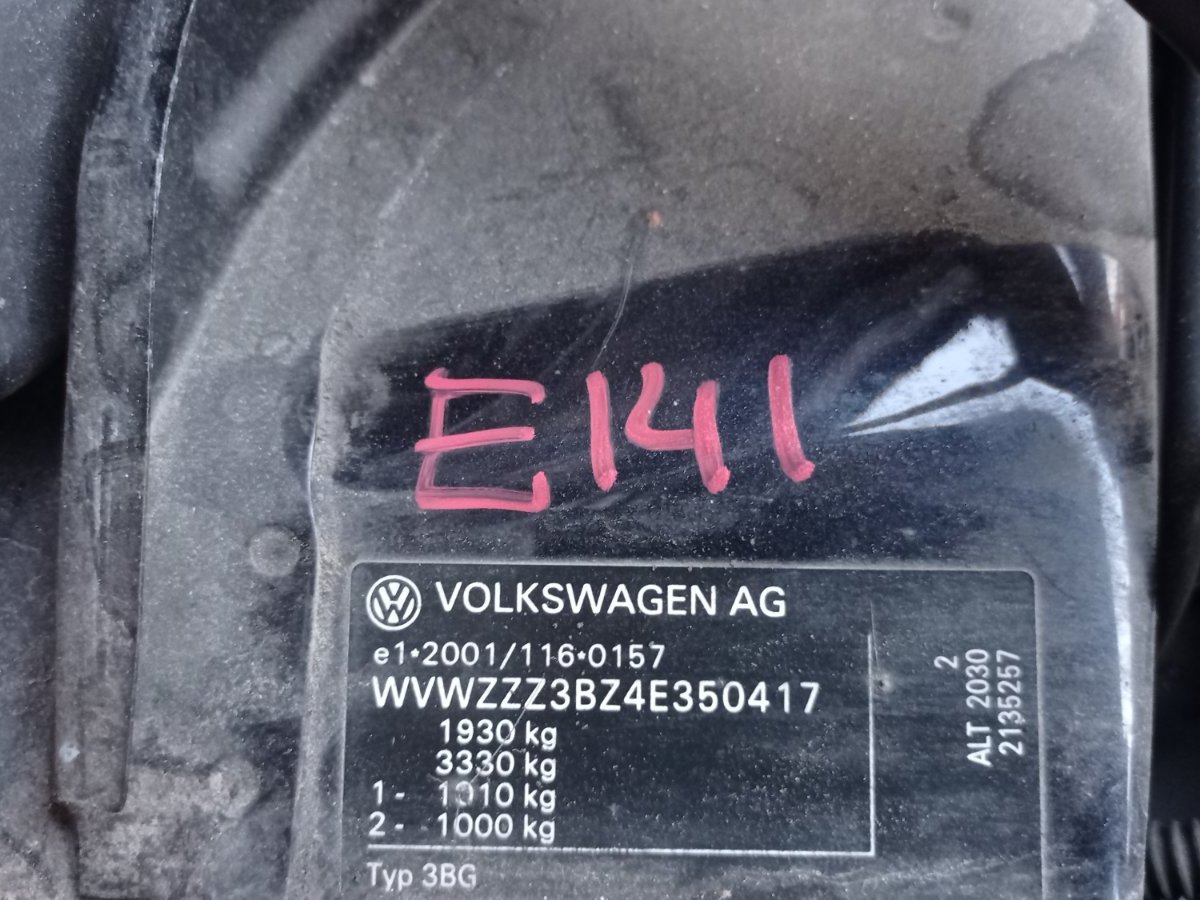 E141
VOLKSWAGEN AG
e1*2001/116*0157
WVWZZZ3BZ4E350417
1930 kg
3330 kg
1- 1010 kg
2- 1000 kg
Typ 3BG
2
ALT 2030
2135257